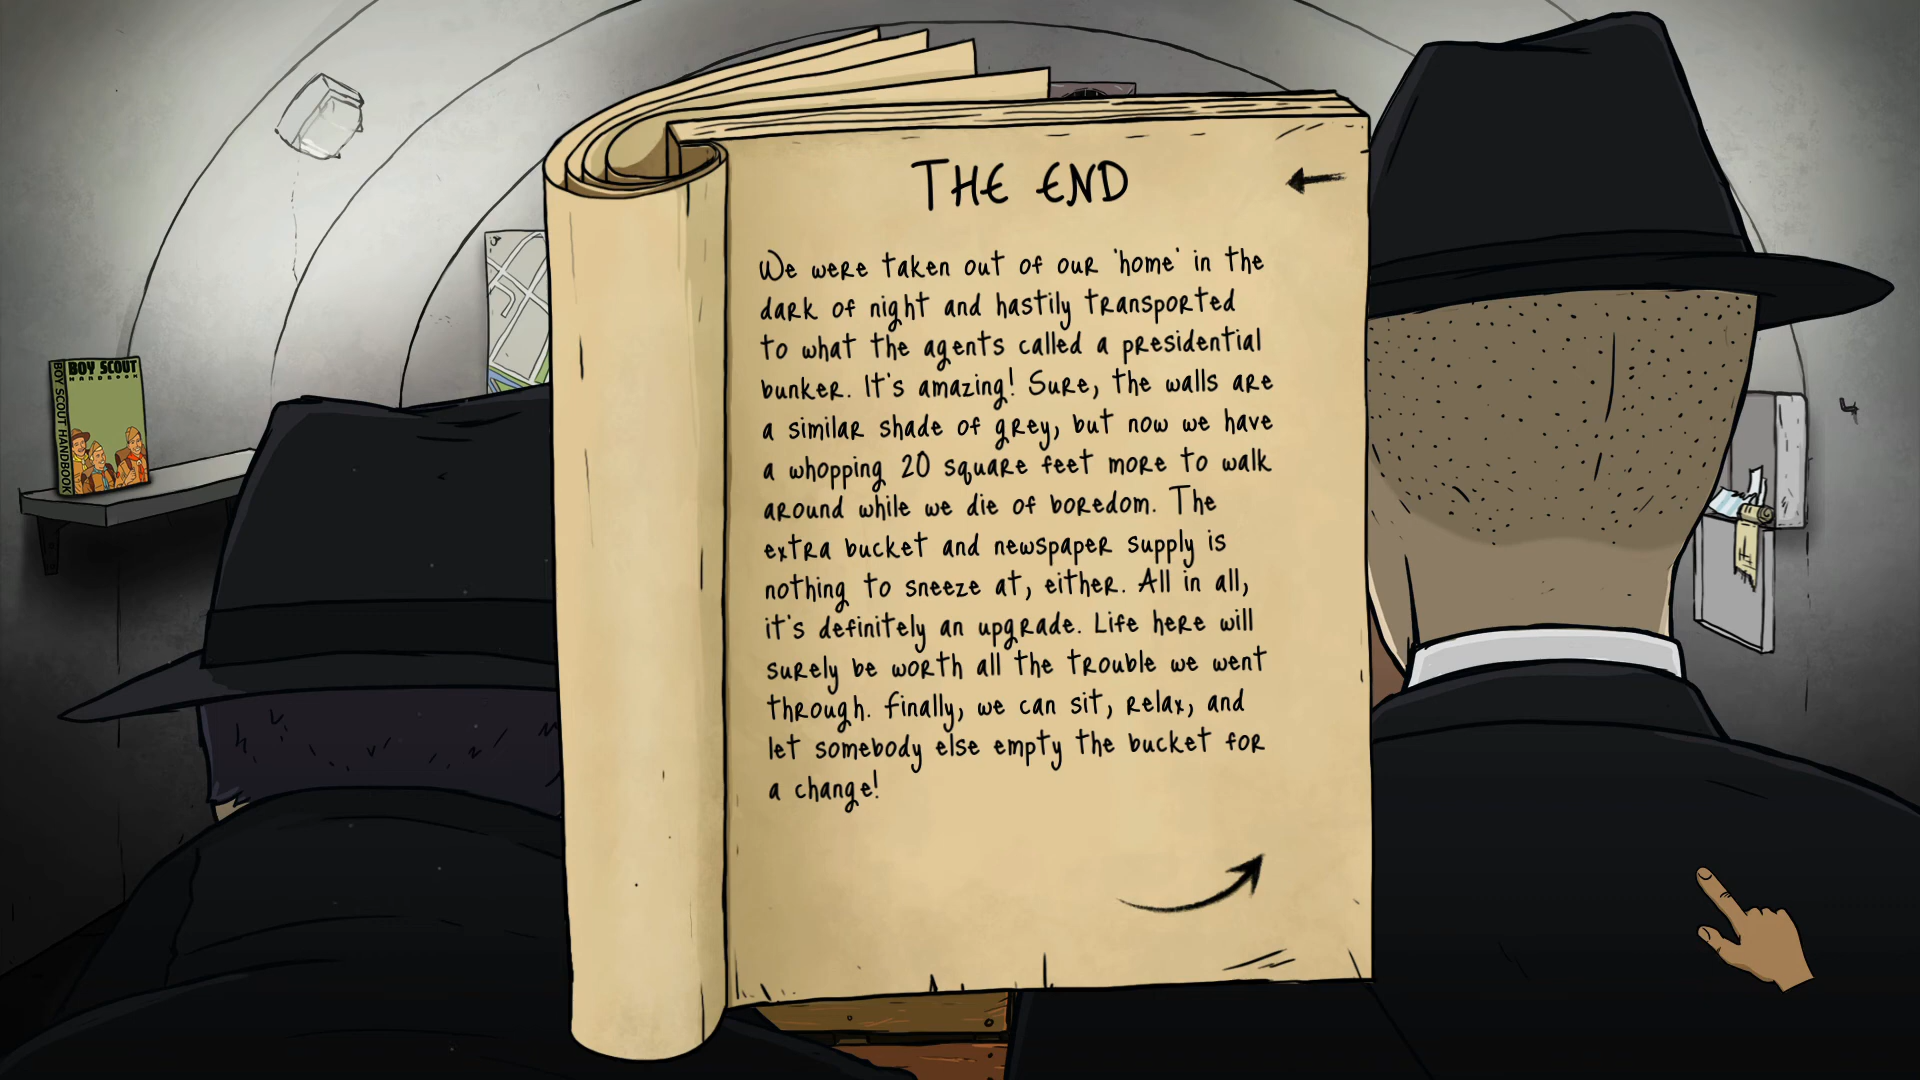 THE END
We were taken out of our 'home' in the
dark of night and hastily transported
to what the agents called a presidential
bunker. It's amazing! Sure, the walls are
a similar shade of grey, but now we have
a whopping 20 square feet more to walk
around while we die of boredom. The
extra bucket and newspaper supply is
nothing to sneeze at, either. All in all,
it's definitely an upgrade. Life here will
surely be worth all the trouble we went
through. Finally, we can sit, relax, and
let somebody else empty the bucket for
a change!
BOY SCOUT
HANDBOOK
BOY SCOUT HANDBOOK